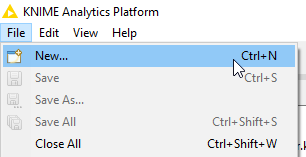 KNIME Analytics Platform
File Edit View Help
New... Ctrl+N
Save Ctrl+S
Save As...
Save All Ctrl+Shift+S
Close All Ctrl+Shift+W